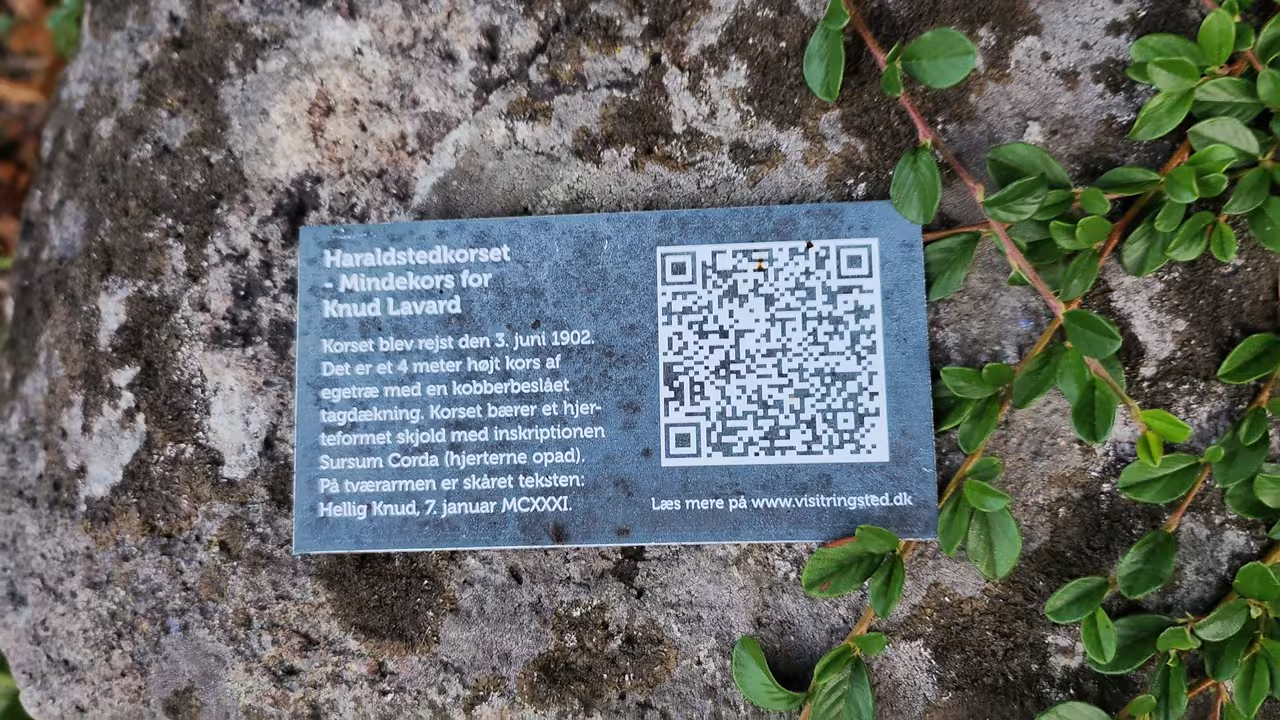 Haraldstedkorset
- Mindekors for
Knud Lavard
Korset blev rejst den 3. juni 1902.
Det er et 4 meter højt kors af
egetræ med en kobberbeslået
tagdækning. Korset bærer et hjer-
teformet skjold med inskriptionen
Sursum Corda (hjerterne opad).
På tværarmen er skåret teksten:
Hellig Knud, 7. januar MCXXXI.
Læs mere på www.visitringsted.dk